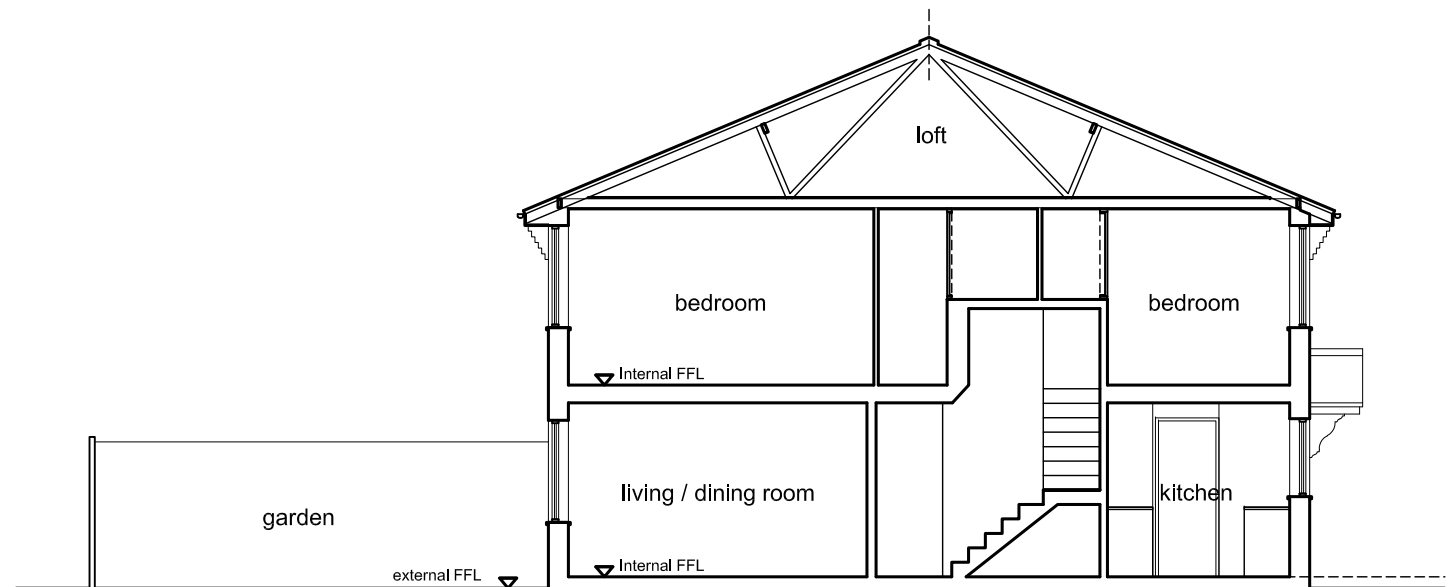 loft
bedroom
bedroom
Internal FFL
living / dining room
kitchen
garden
Internal FFL
external FFL